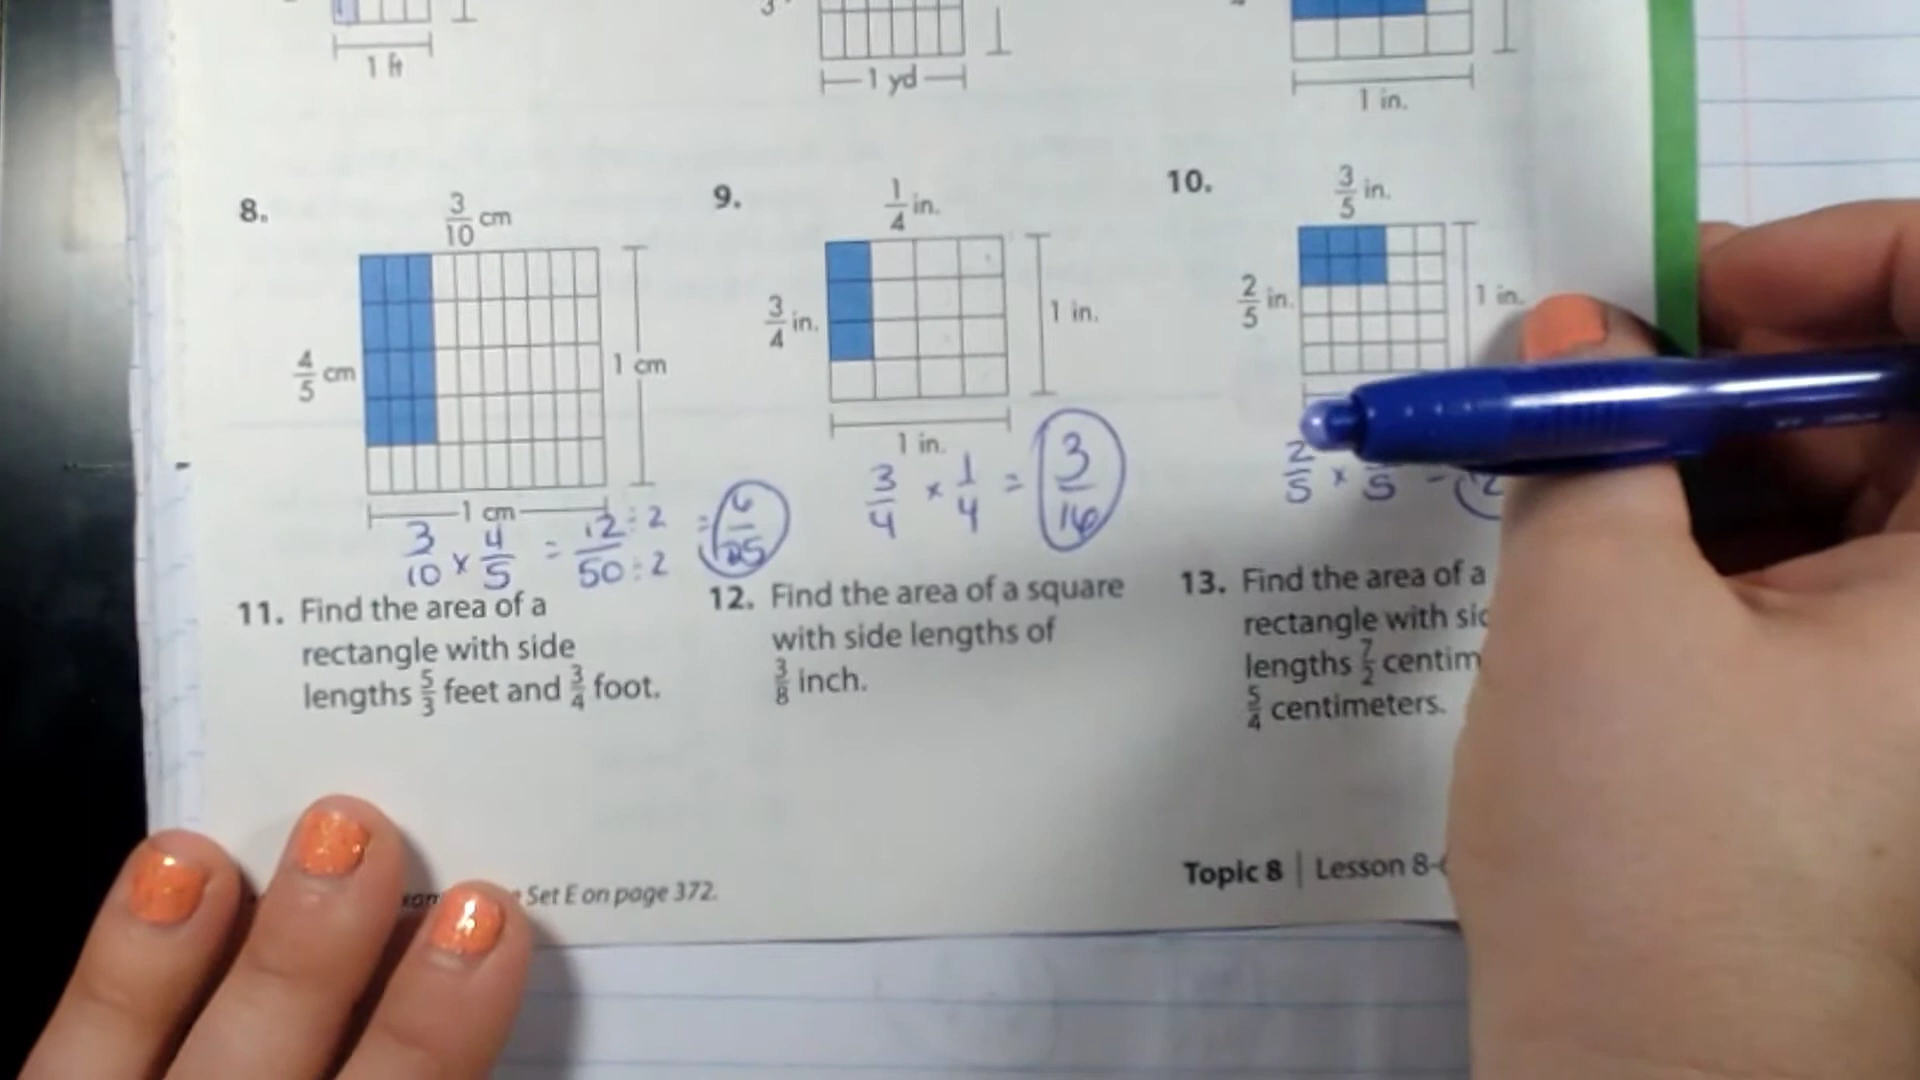 1 ft
1 yd
1 in.
8.
3/10 cm
4/5 cm
1 cm
1 cm
3/10 × 4/5 = 12/50 ÷ 2/÷ 2 = 6/25
9.
1/4 in.
3/4 in.
1 in.
1 in.
3/4 × 1/4 = 3/16
10.
3/5 in.
2/5 in.
1 in.
2/5 ×
11. Find the area of a
rectangle with side
lengths 5/3 feet and 3/4 foot.
12. Find the area of a square
with side lengths of
3/8 inch.
13. Find the area of a
rectangle with
lengths 7/2
5/4 centimeters.
Set E on page 372.
Topic 8 | Lesson 8-